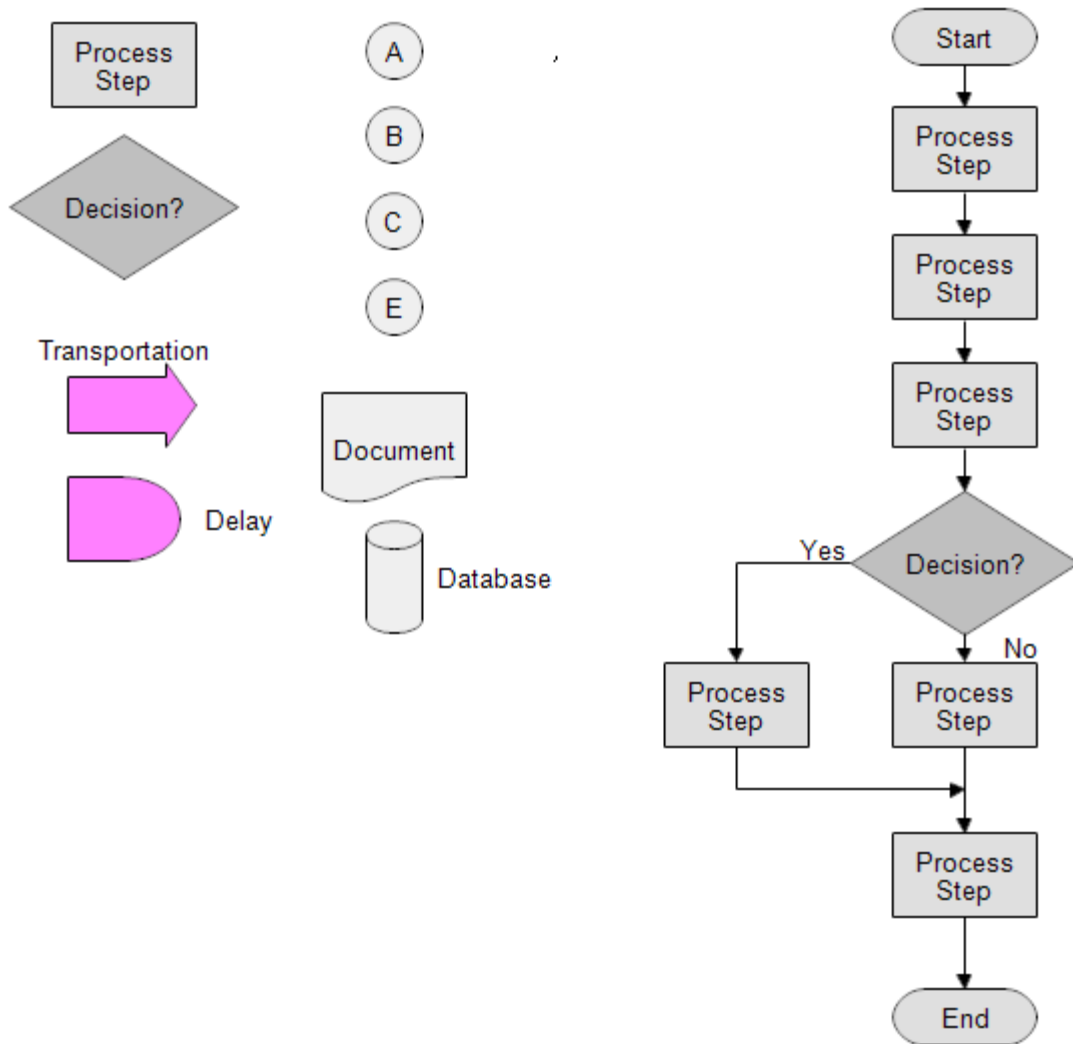 Process
Step
Decision?
Transportation
Delay
A
B
C
E
Document
Database
,
Start
Process
Step
Process
Step
Process
Step
Decision?
Yes
No
Process
Step
Process
Step
Process
Step
End